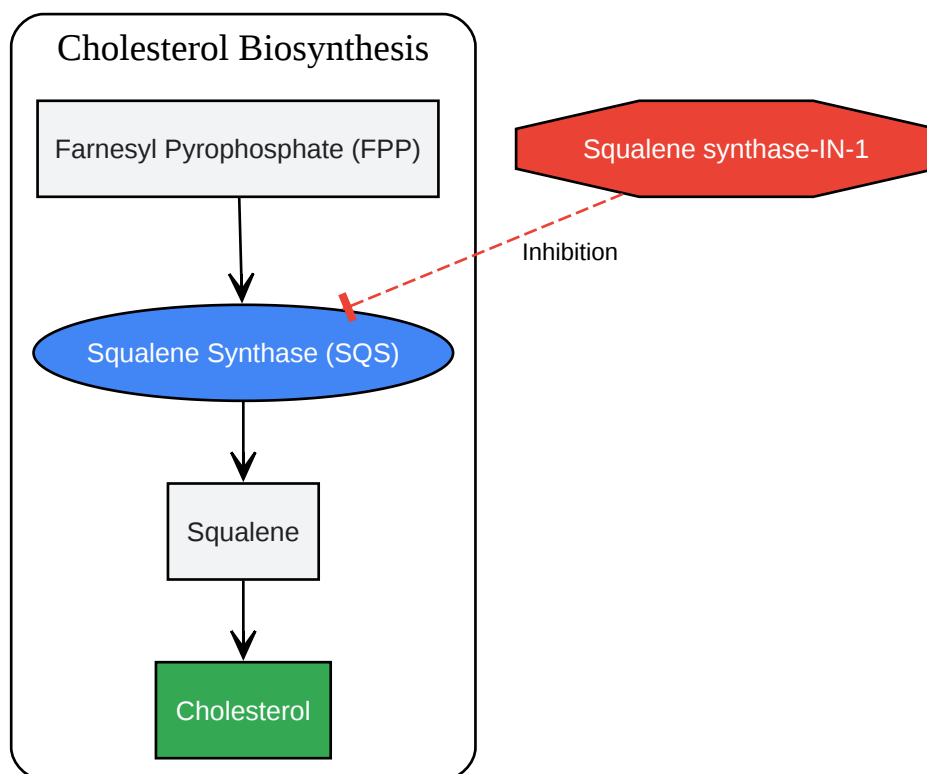 Cholesterol Biosynthesis
Farnesyl Pyrophosphate (FPP)
Squalene synthase-IN-1
Inhibition
Squalene Synthase (SQS)
Squalene
Cholesterol